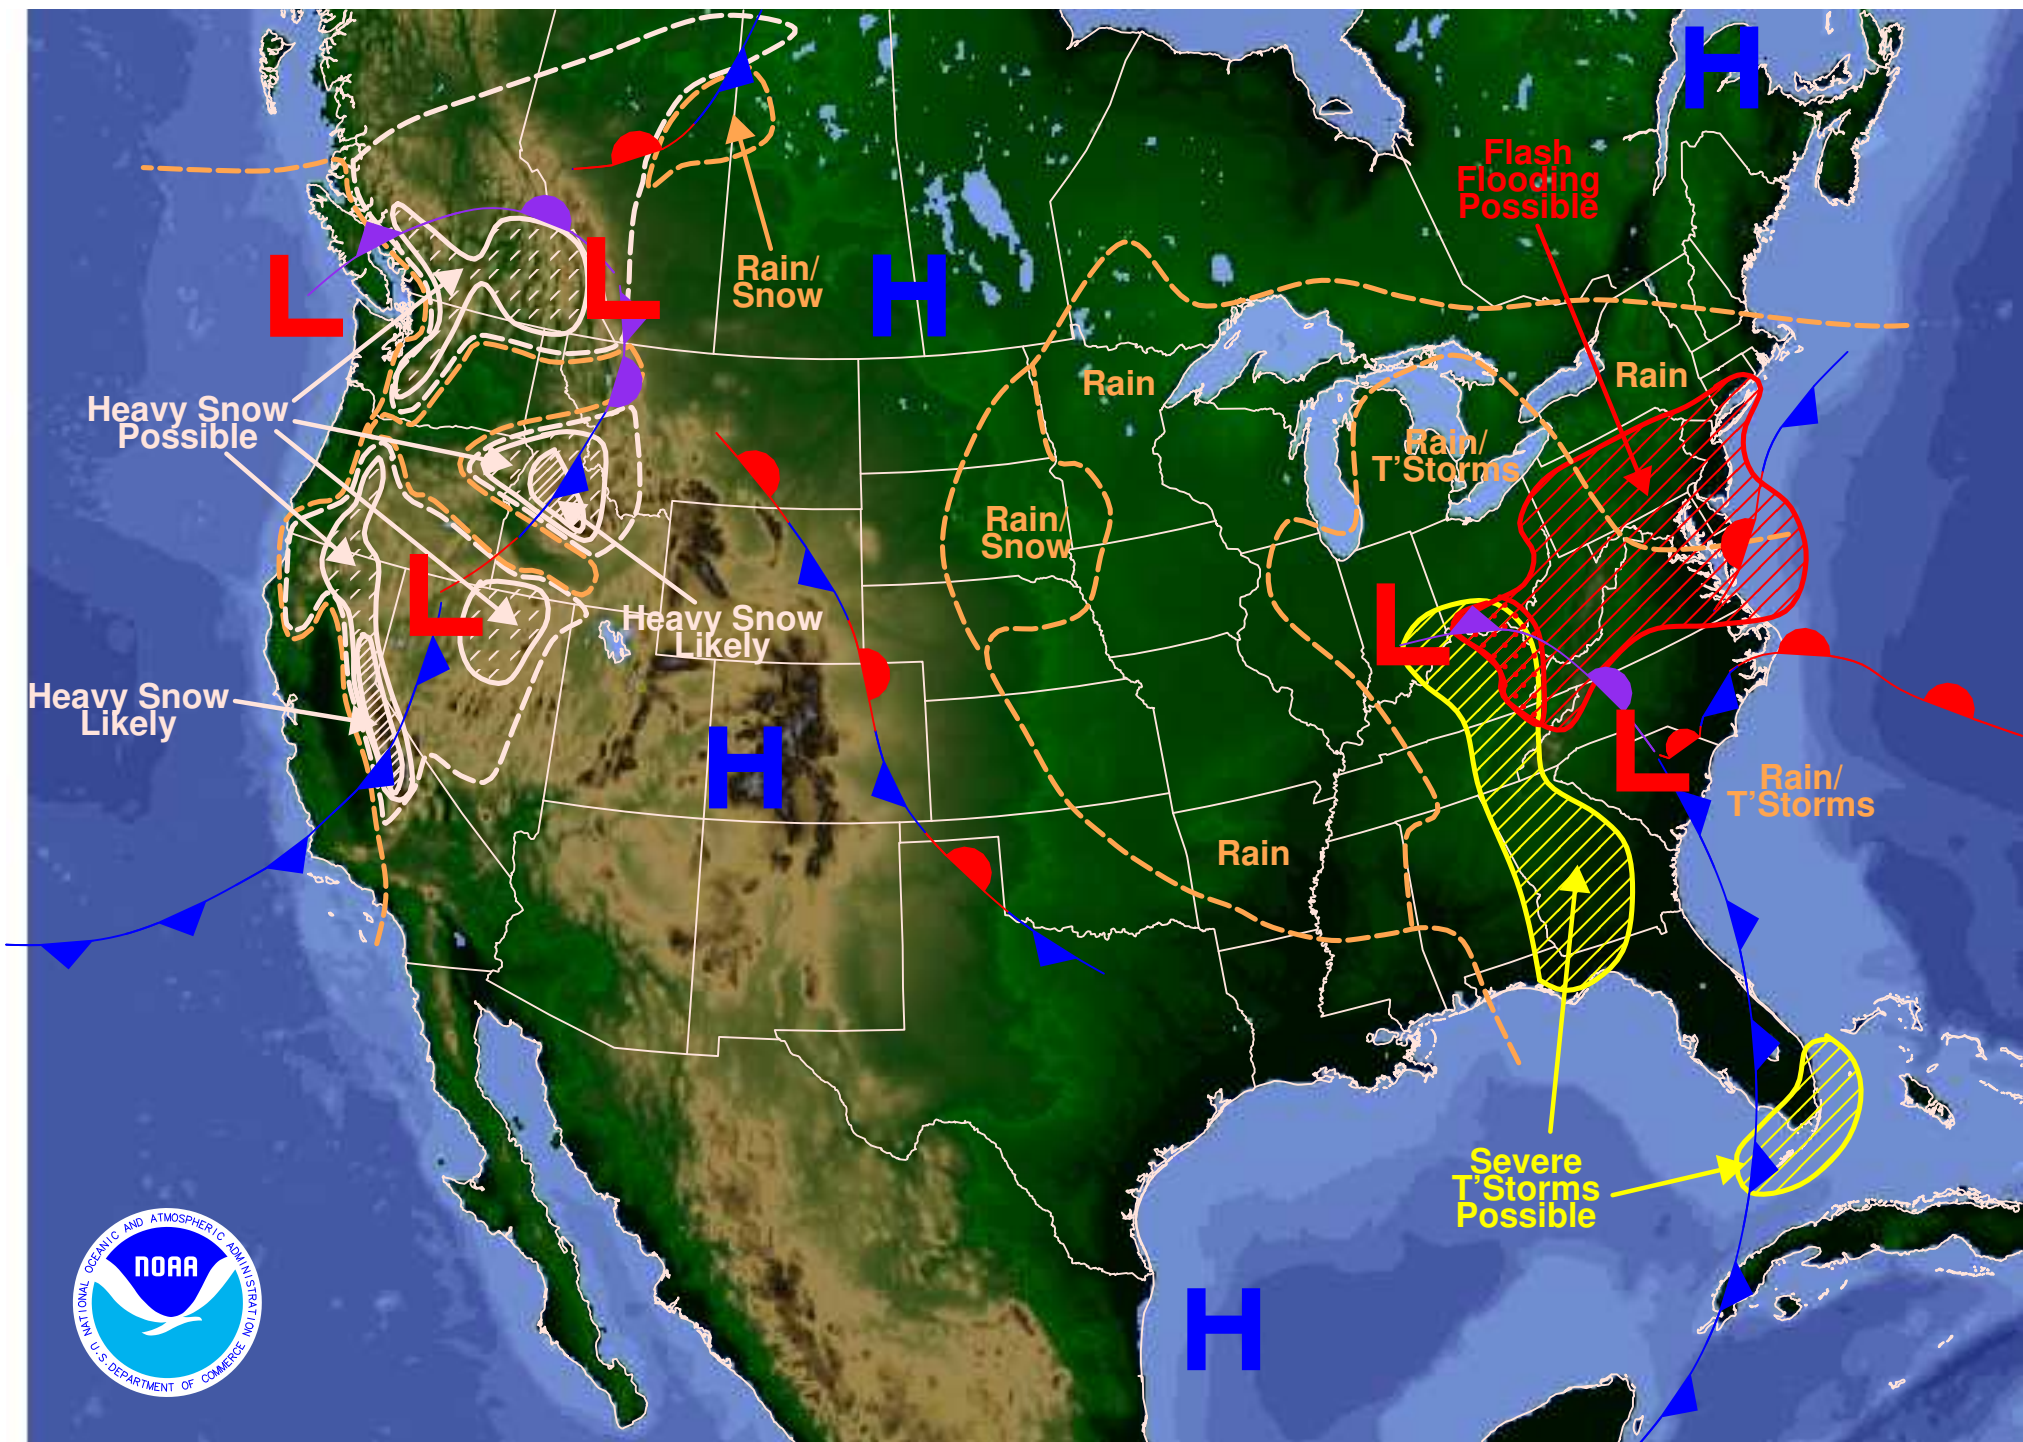 H
Flash
Flooding
Possible
L
L
H
Rain/
Snow
Rain
Rain
Heavy Snow
Possible
Rain/
T'Storms
Rain/
Snow
L
Heavy Snow
Likely
L
Heavy Snow
Likely
H
L
Rain/
T'Storms
Rain
Severe
T'Storms
Possible
H
NATIONAL OCEANIC AND ATMOSPHERIC ADMINISTRATION
NOAA
U.S. DEPARTMENT OF COMMERCE